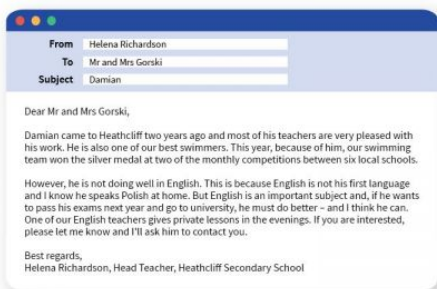 From Helena Richardson
To Mr and Mrs Gorski
Subject Damian
Dear Mr and Mrs Gorski,
Damian came to Heathcliff two years ago and most of his teachers are very pleased with
his work. He is also one of our best swimmers. This year, because of him, our swimming
team won the silver medal at two of the monthly competitions between six local schools.
However, he is not doing well in English. This is because English is not his first language
and I know he speaks Polish at home. But English is an important subject and, if he wants
to pass his exams next year and go to university, he must do better – and I think he can.
One of our English teachers gives private lessons in the evenings. If you are interested,
please let me know and I'll ask him to contact you.
Best regards,
Helena Richardson, Head Teacher, Heathcliff Secondary School